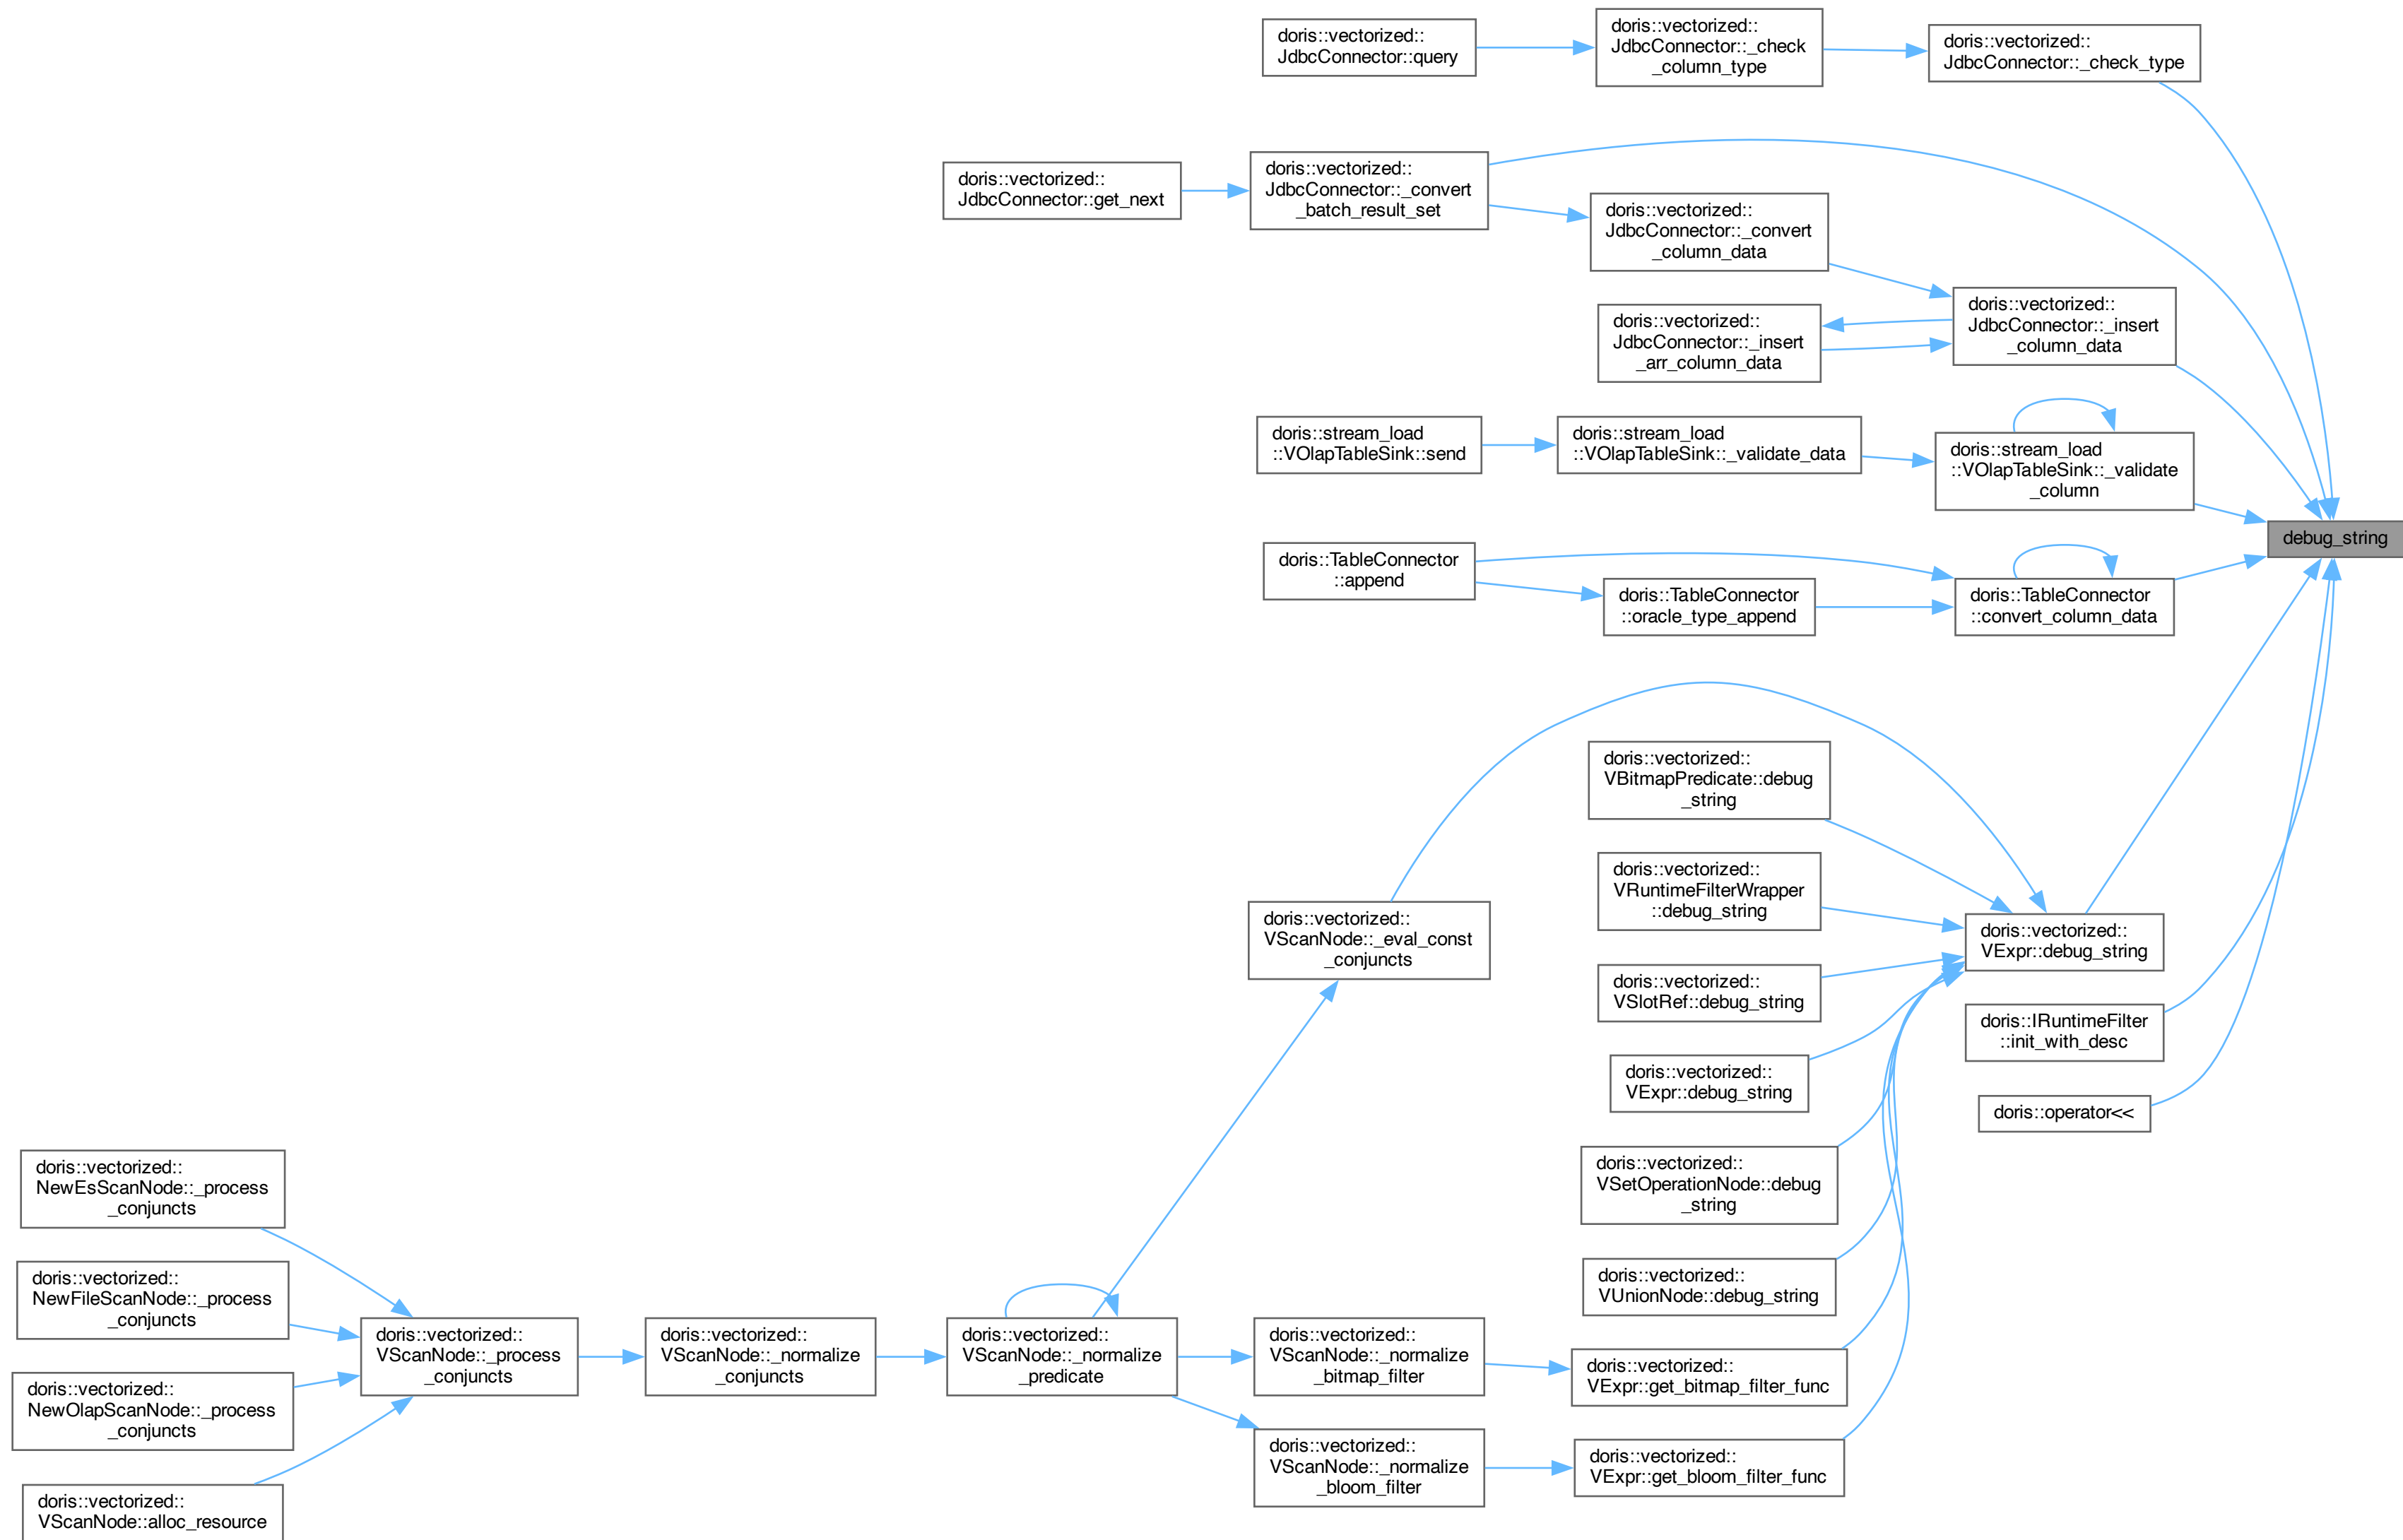 doris::vectorized::
JdbcConnector::query
doris::vectorized::
JdbcConnector::_check
_column_type
doris::vectorized::
JdbcConnector::_check_type
doris::vectorized::
JdbcConnector::get_next
doris::vectorized::
JdbcConnector::_convert
_batch_result_set
doris::vectorized::
JdbcConnector::_convert
_column_data
doris::vectorized::
JdbcConnector::_insert
_arr_column_data
doris::vectorized::
JdbcConnector::_insert
_column_data
doris::stream_load
::VOlapTableSink::send
doris::stream_load
::VOlapTableSink::_validate_data
doris::stream_load
::VOlapTableSink::_validate
_column
debug_string
doris::TableConnector
::append
doris::TableConnector
::oracle_type_append
doris::TableConnector
::convert_column_data
doris::vectorized::
VBitmapPredicate::debug
_string
doris::vectorized::
VRuntimeFilterWrapper
::debug_string
doris::vectorized::
VScanNode::_eval_const
_conjuncts
doris::vectorized::
VExpr::debug_string
doris::vectorized::
VSlotRef::debug_string
doris::IRuntimeFilter
::init_with_desc
doris::vectorized::
VExpr::debug_string
doris::operator<<
doris::vectorized::
VSetOperationNode::debug
_string
doris::vectorized::
VUnionNode::debug_string
doris::vectorized::
NewEsScanNode::_process
_conjuncts
doris::vectorized::
NewFileScanNode::_process
_conjuncts
doris::vectorized::
NewOlapScanNode::_process
_conjuncts
doris::vectorized::
VScanNode::alloc_resource
doris::vectorized::
VScanNode::_process
_conjuncts
doris::vectorized::
VScanNode::_normalize
_conjuncts
doris::vectorized::
VScanNode::_normalize
_predicate
doris::vectorized::
VScanNode::_normalize
_bitmap_filter
doris::vectorized::
VExpr::get_bitmap_filter_func
doris::vectorized::
VScanNode::_normalize
_bloom_filter
doris::vectorized::
VExpr::get_bloom_filter_func